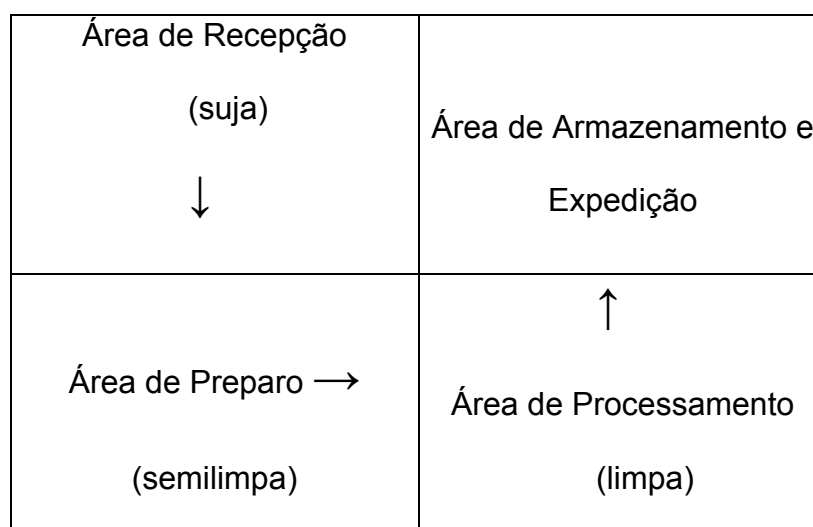 Área de Recepção
(suja)
↓
Área de Armazenamento e
Expedição
Área de Preparo →
(semilimpa)
↑
Área de Processamento
(limpa)